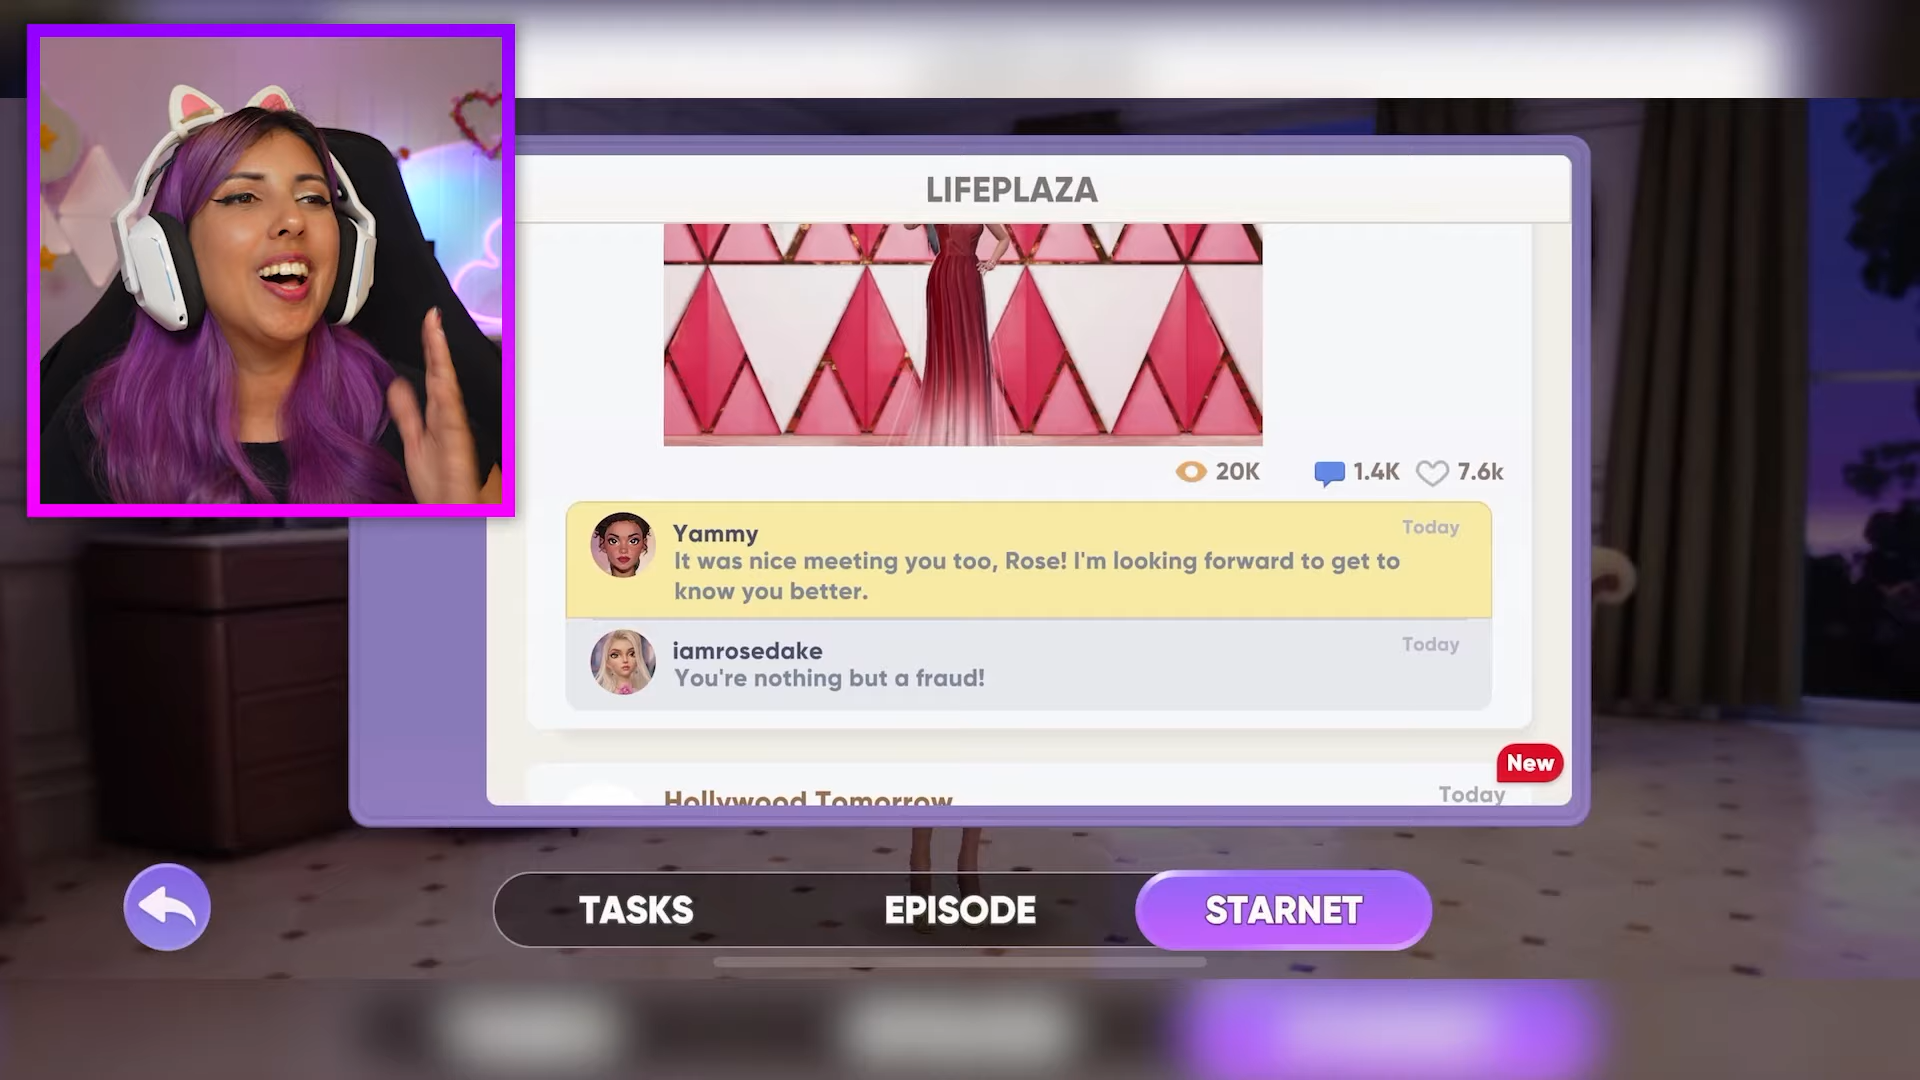 LIFEPLAZA
20K
1.4K
7.6k
Yammy
Today
It was nice meeting you too, Rose! I'm looking forward to get to
know you better.
iamrosedake
Today
You're nothing but a fraud!
New
Hollywood Tomorrow
Today
TASKS
EPISODE
STARNET